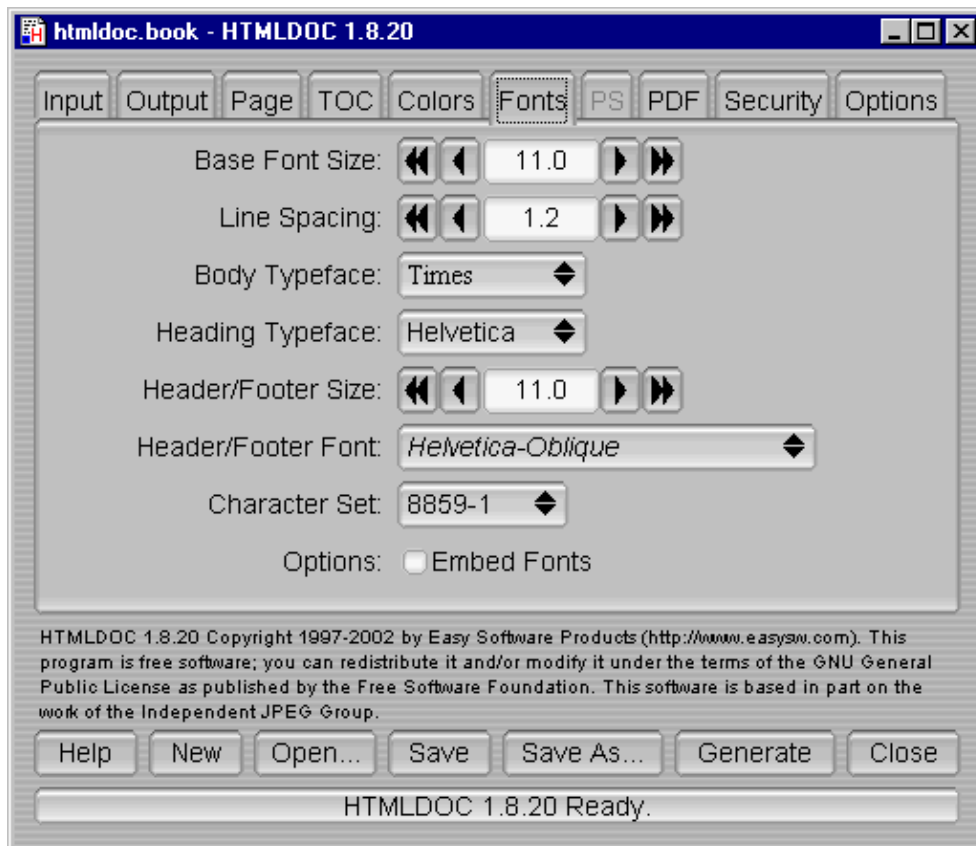 htmldoc.book - HTMLDOC 1.8.20
Input Output Page TOC Colors Fonts PS PDF Security Options
Base Font Size: 11.0
Line Spacing: 1.2
Body Typeface: Times
Heading Typeface: Helvetica
Header/Footer Size: 11.0
Header/Footer Font: Helvetica-Oblique
Character Set: 8859-1
Options: Embed Fonts
HTMLDOC 1.8.20 Copyright 1997-2002 by Easy Software Products (http://www.easysw.com). This
program is free software; you can redistribute it and/or modify it under the terms of the GNU General
Public License as published by the Free Software Foundation. This software is based in part on the
work of the Independent JPEG Group.
Help New Open... Save Save As... Generate Close
HTMLDOC 1.8.20 Ready.